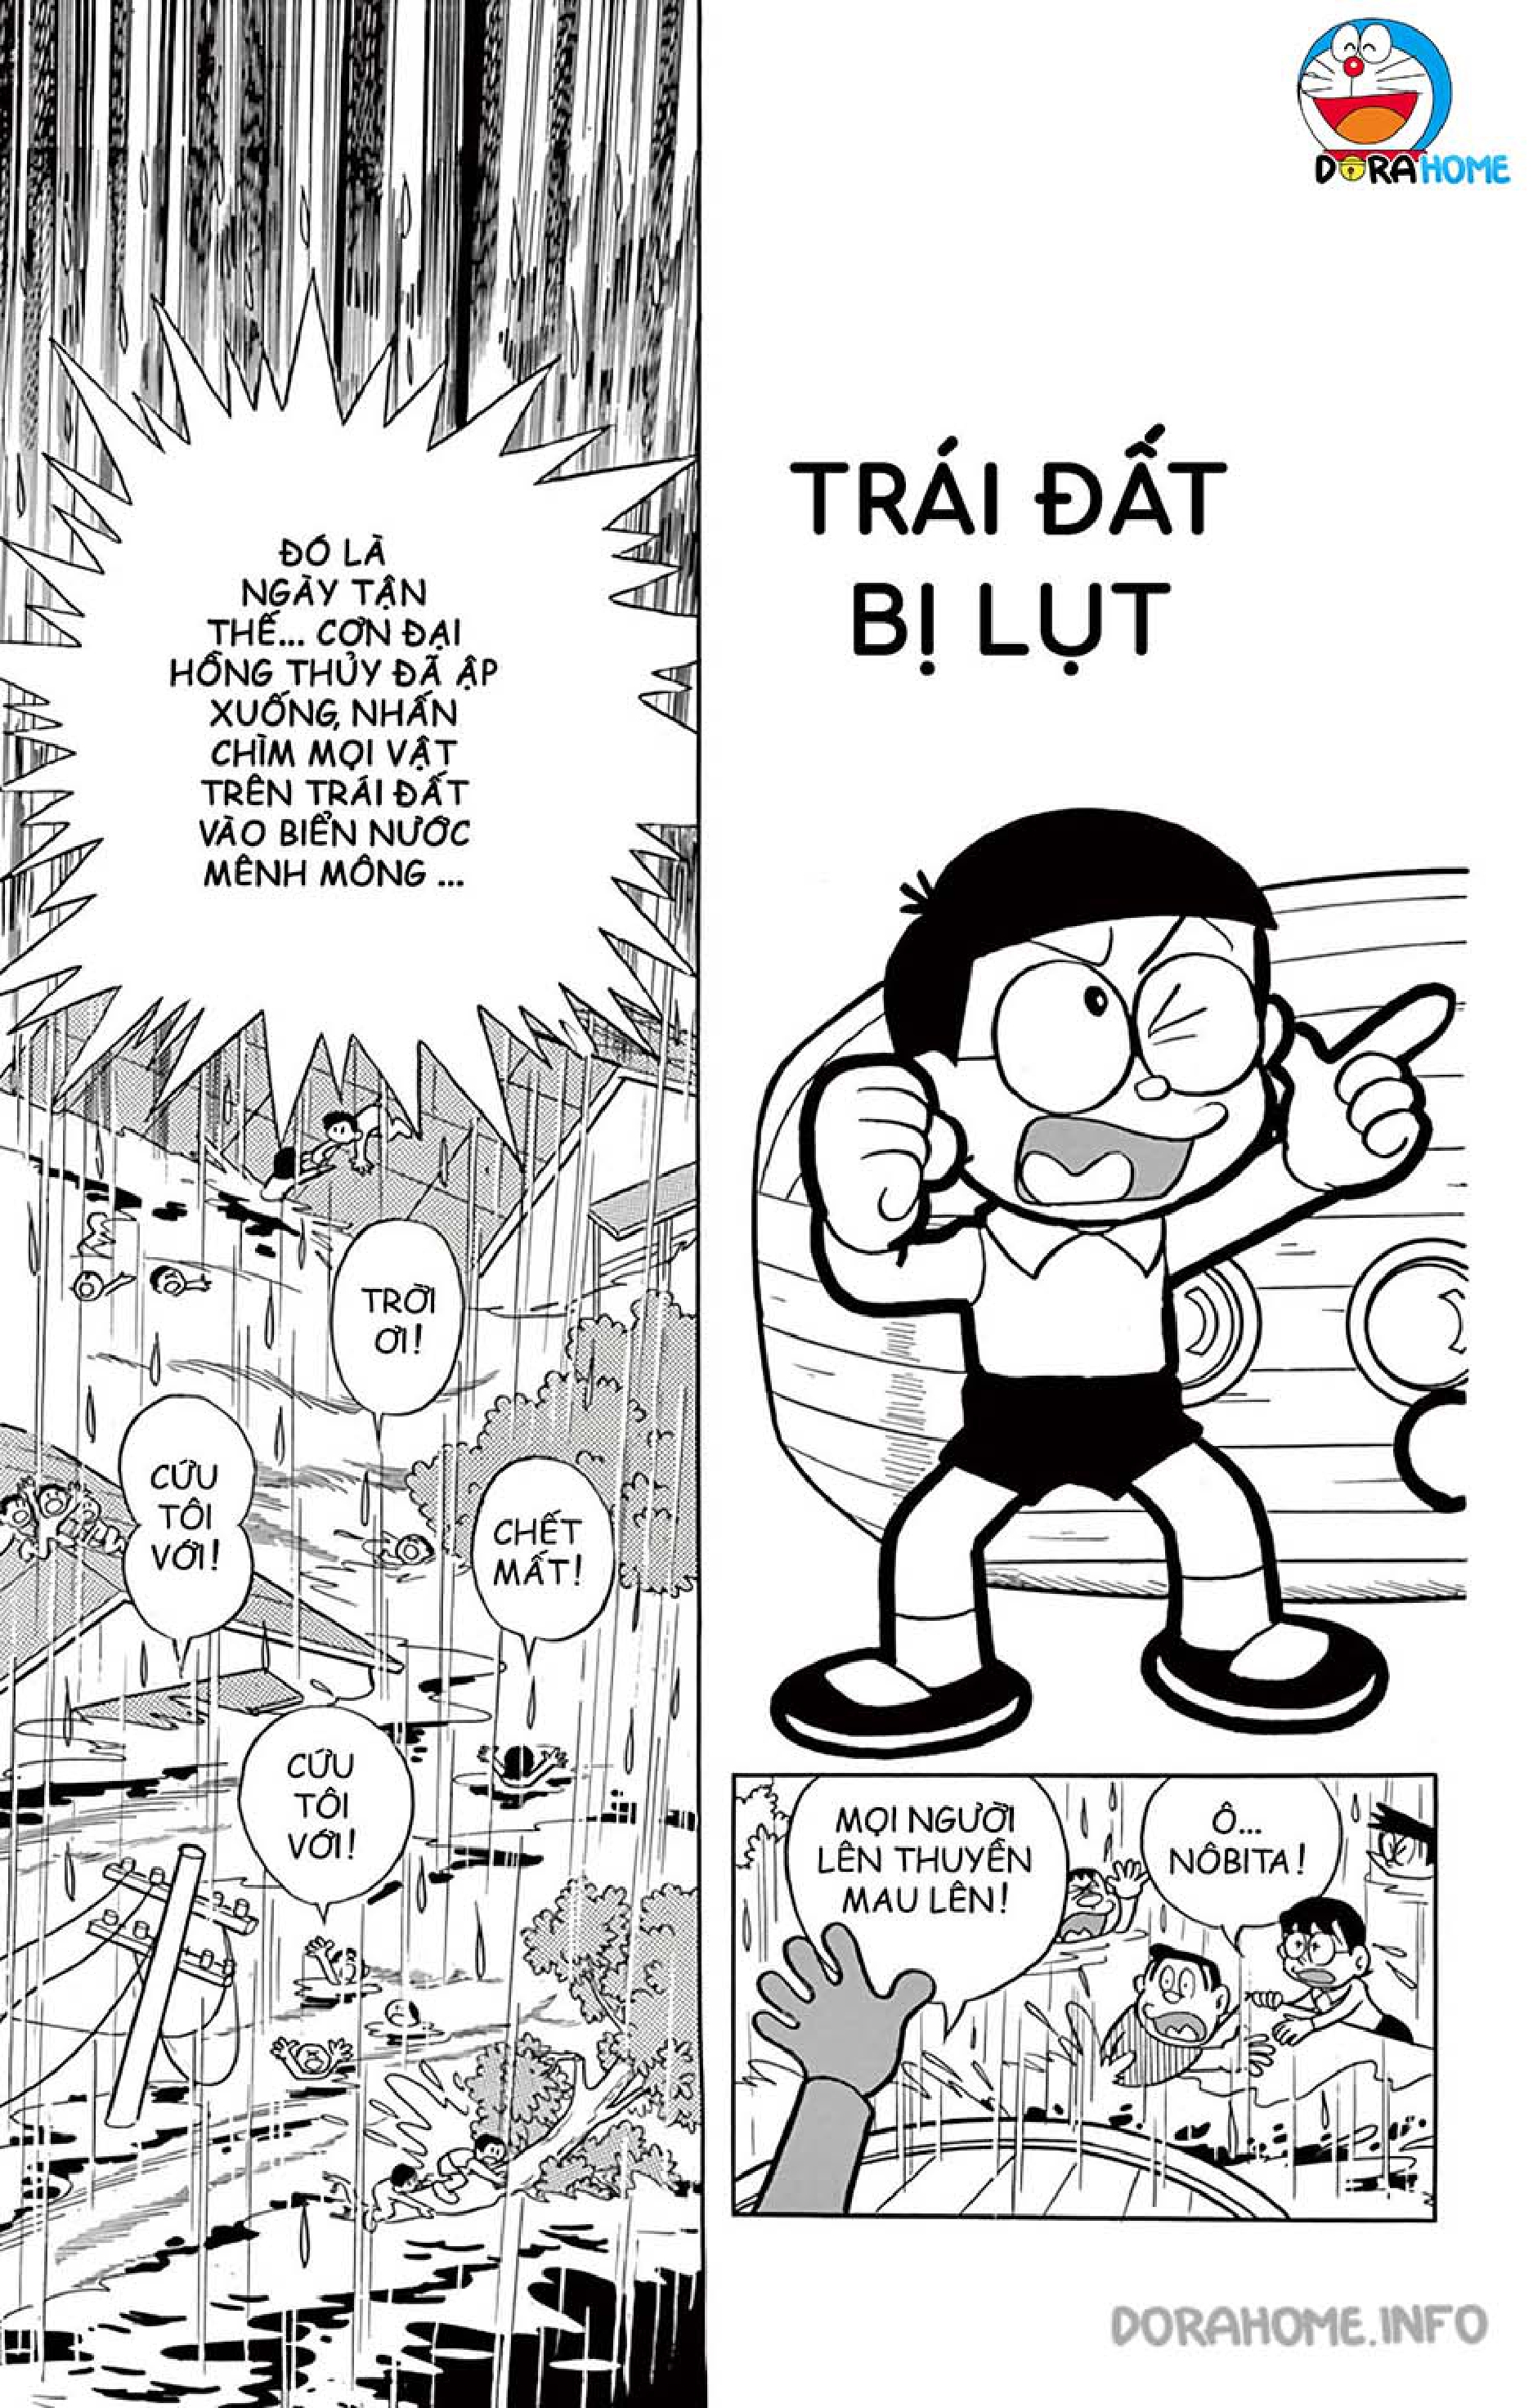 DORAHOME
TRÁI ĐẤT
BỊ LỤT
ĐÓ LÀ
NGÀY TẬN
THẾ... CƠN ĐẠI
HỒNG THỦY ĐÃ ẬP
XUỐNG, NHẤN
CHÌM MỌI VẬT
TRÊN TRÁI ĐẤT
VÀO BIỂN NƯỚC
MÊNH MÔNG ...
TRỜI
ƠI!
CỨU
TÔI
VỚI!
CHẾT
MẤT!
CỨU
TÔI
VỚI!
MỌI NGƯỜI
LÊN THUYỀN
MAU LÊN!
Ô...
NÔBITA!
DORAHOME.INFO